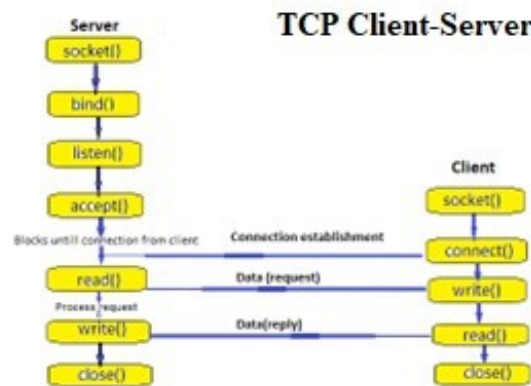 TCP Client-Server
Server
socket()
bind()
listen()
accept()
Blocks untill connection from client
read()
Process request
write()
close()
Connection establishment
Data (request)
Data(reply)
Client
socket()
connect()
write()
read()
close()